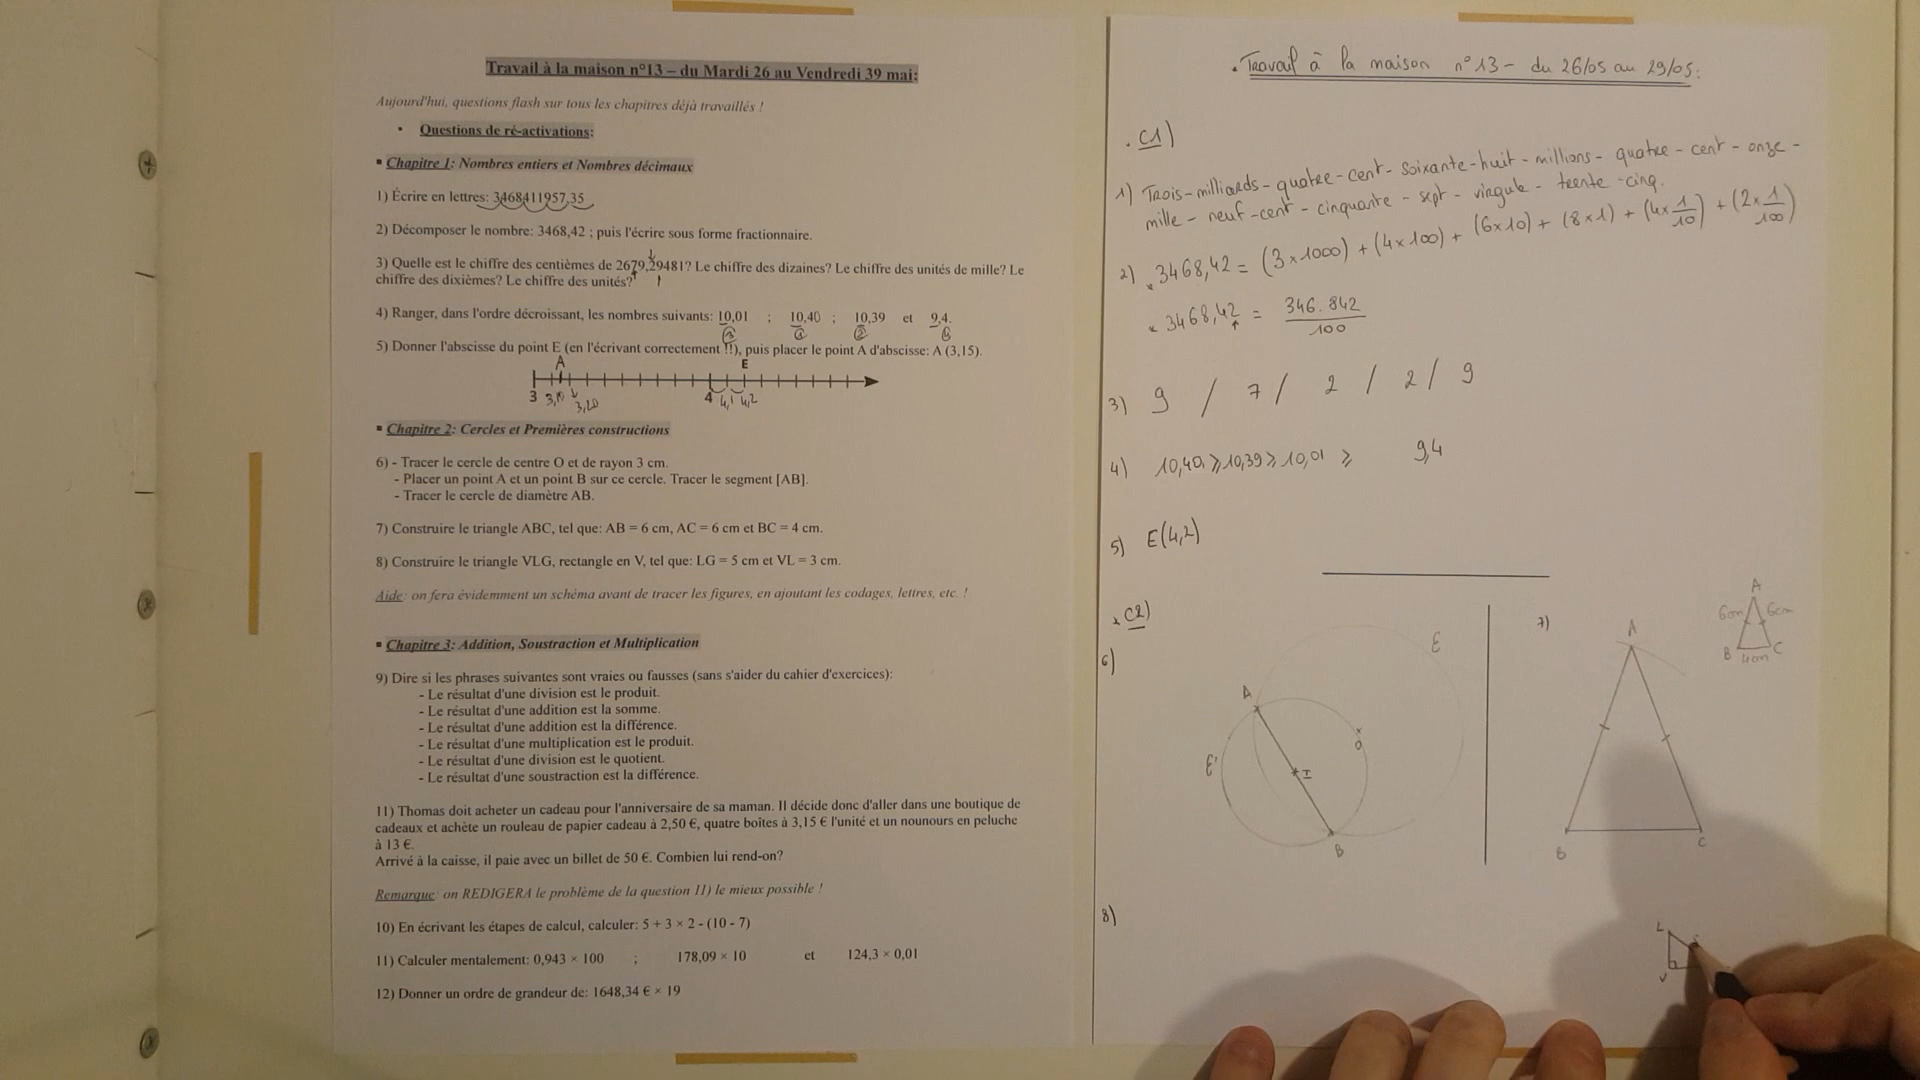 Travail à la maison n°13 – du Mardi 26 au Vendredi 39 mai:
Aujourd'hui, questions flash sur tous les chapitres déjà travaillés !
• Questions de ré-activations:
▪ Chapitre 1: Nombres entiers et Nombres décimaux
1) Écrire en lettres: 3468411957,35
2) Décomposer le nombre: 3468,42 ; puis l'écrire sous forme fractionnaire.
3) Quelle est le chiffre des centièmes de 2679,29481? Le chiffre des dizaines? Le chiffre des unités de mille? Le
chiffre des dixièmes? Le chiffre des unités?
4) Ranger, dans l'ordre décroissant, les nombres suivants: 10,01 ; 10,40 ; 10,39 et 9,4.
5) Donner l'abscisse du point E (en l'écrivant correctement !!), puis placer le point A d'abscisse: A (3,15).
A E
3 3,10 3,20 4 4,1 4,2
▪ Chapitre 2: Cercles et Premières constructions
6) - Tracer le cercle de centre O et de rayon 3 cm.
- Placer un point A et un point B sur ce cercle. Tracer le segment [AB].
- Tracer le cercle de diamètre AB.
7) Construire le triangle ABC, tel que: AB = 6 cm, AC = 6 cm et BC = 4 cm.
8) Construire le triangle VLG, rectangle en V, tel que: LG = 5 cm et VL = 3 cm.
Aide: on fera évidemment un schéma avant de tracer les figures, en ajoutant les codages, lettres, etc. !
▪ Chapitre 3: Addition, Soustraction et Multiplication
9) Dire si les phrases suivantes sont vraies ou fausses (sans s'aider du cahier d'exercices):
- Le résultat d'une division est le produit.
- Le résultat d'une addition est la somme.
- Le résultat d'une addition est la différence.
- Le résultat d'une multiplication est le produit.
- Le résultat d'une division est le quotient.
- Le résultat d'une soustraction est la différence.
11) Thomas doit acheter un cadeau pour l'anniversaire de sa maman. Il décide donc d'aller dans une boutique de
cadeaux et achète un rouleau de papier cadeau à 2,50 €, quatre boîtes à 3,15 € l'unité et un nounours en peluche
à 13 €.
Arrivé à la caisse, il paie avec un billet de 50 €. Combien lui rend-on?
Remarque: on REDIGERA le problème de la question 11) le mieux possible !
10) En écrivant les étapes de calcul, calculer: 5 + 3 × 2 - (10 - 7)
11) Calculer mentalement: 0,943 × 100 ; 178,09 × 10 et 124,3 × 0,01
12) Donner un ordre de grandeur de: 1648,34 € × 19
. Travail à la maison n°13 - du 26/05 au 29/05:
. C1)
1) Trois-milliards-quatre-cent-soixante-huit-millions-quatre-cent-onze-
mille-neuf-cent-cinquante-sept-virgule-trente-cinq.
2) 3468,42 = (3×1000) + (4×100) + (6×10) + (8×1) + (4×1/10) + (2×1/100)
3468,42 = 346.842/100
3) 9 / 7 / 2 / 2 / 9
4) 10,40 ⩾ 10,39 ⩾ 10,01 ⩾ 9,4
5) E(4,2)
C2)
6)
A
O
I
B
7)
A
B
C
A
6cm 6cm
B 4cm C
8)
L
V